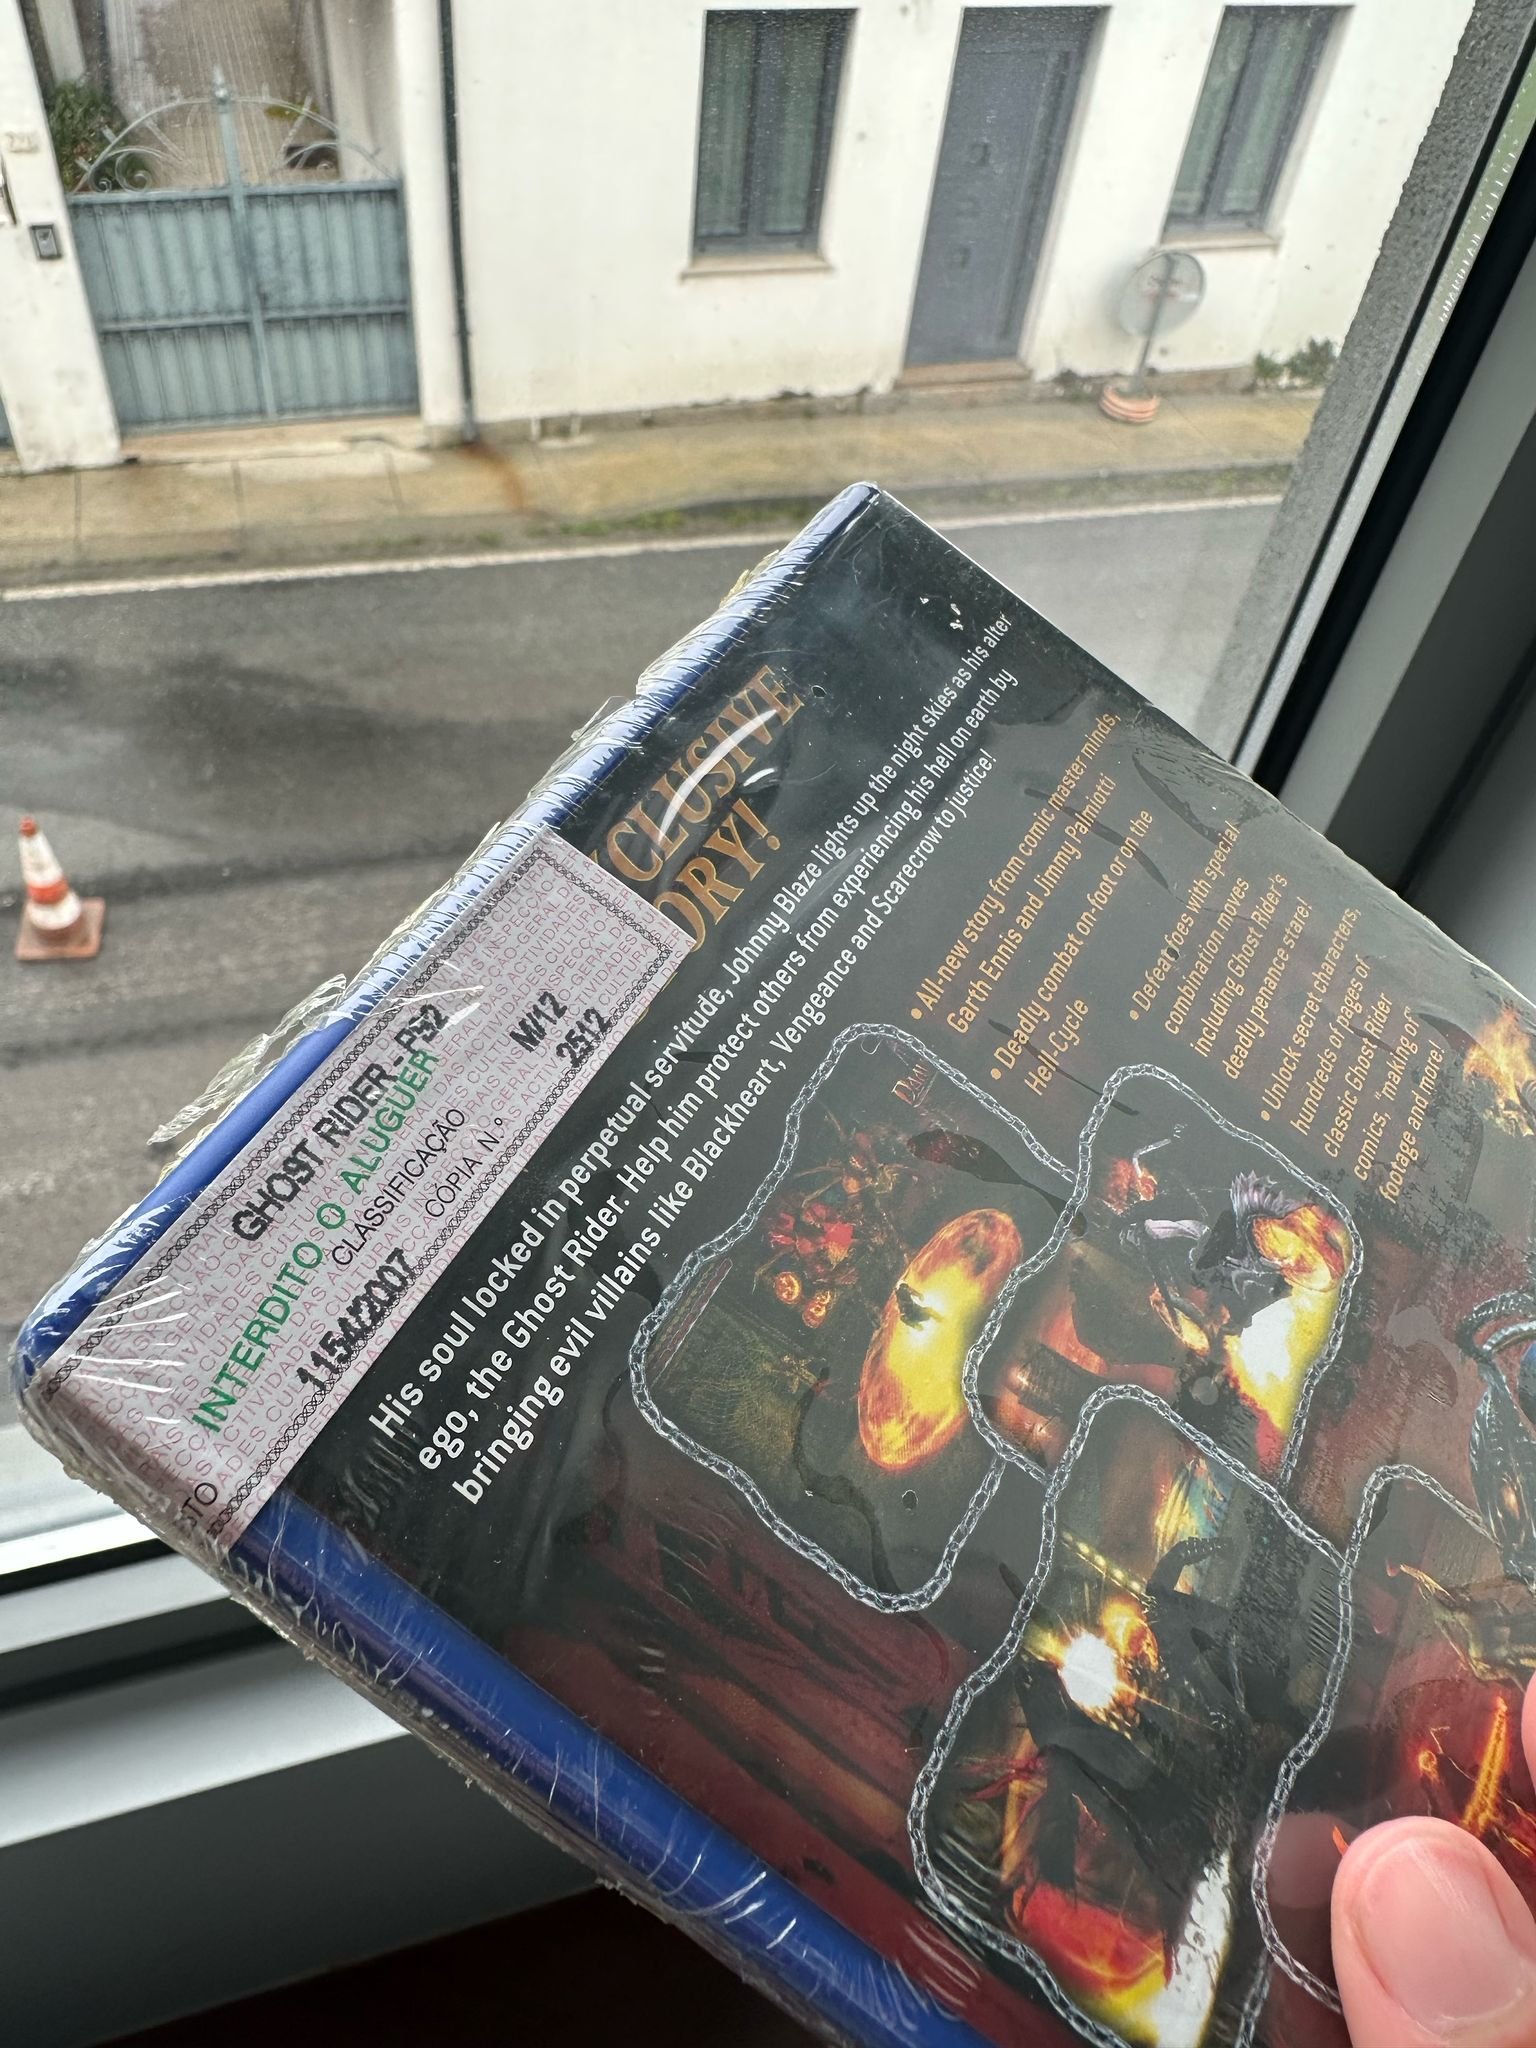 GHOST RIDER - PS2
INTERDITO O ALUGUER
CLASSIFICAÇÃO M/12
1154/2007 COPIA N.º 2512
XCLUSIVE
ORY!
His soul locked in perpetual servitude, Johnny Blaze lights up the night skies as his alter
ego, the Ghost Rider. Help him protect others from experiencing his hell on earth by
bringing evil villains like Blackheart, Vengeance and Scarecrow to justice!
• All-new story from comic master minds,
Garth Ennis and Jimmy Palmiotti
• Deadly combat on-foot or on the
Hell-Cycle
• Defeat foes with special
combination moves
including Ghost Rider's
deadly penance stare!
• Unlock secret characters,
hundreds of pages of
classic Ghost Rider
comics, "making of"
footage and more!